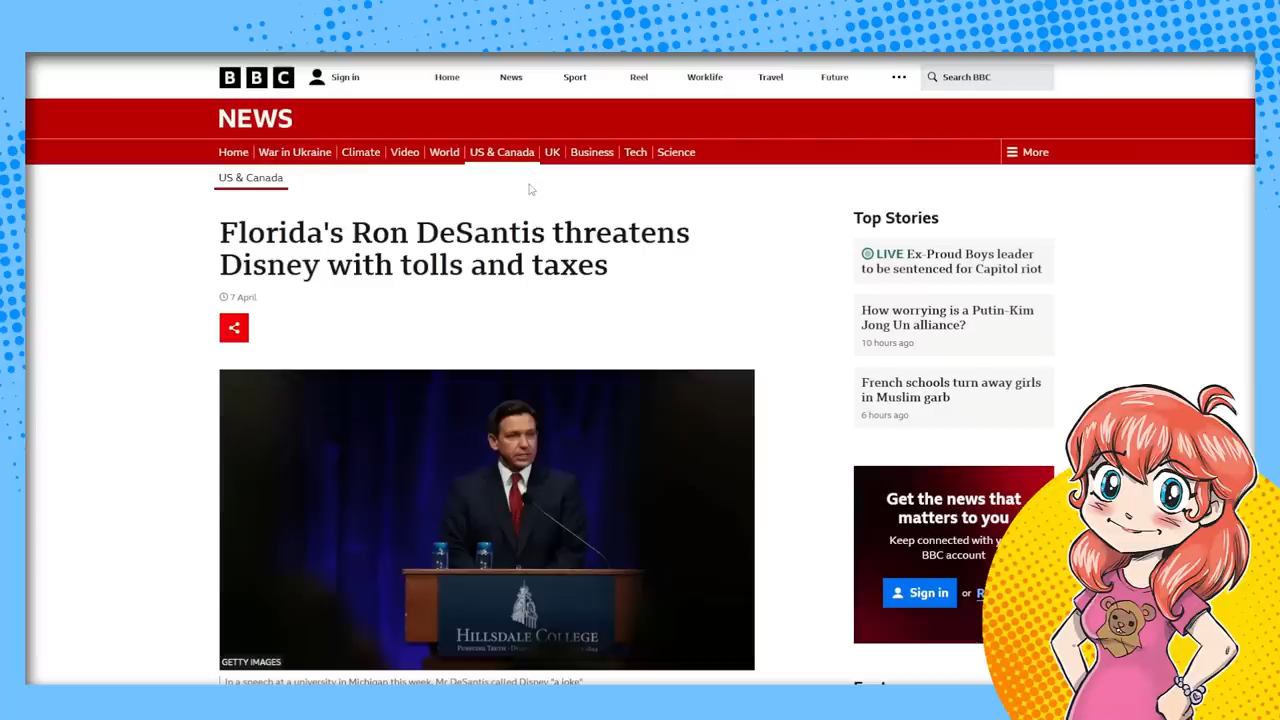 BBC
Sign in
Home
News
Sport
Reel
Worklife
Travel
Future
Search BBC
NEWS
Home
War in Ukraine
Climate
Video
World
US & Canada
UK
Business
Tech
Science
More
US & Canada
Florida's Ron DeSantis threatens
Disney with tolls and taxes
7 April
HILLSDALE COLLEGE
GETTY IMAGES
In a speech at a university in Michigan this week, Mr DeSantis called Disney "a joke"
Top Stories
LIVE Ex-Proud Boys leader
to be sentenced for Capitol riot
How worrying is a Putin-Kim
Jong Un alliance?
10 hours ago
French schools turn away girls
in Muslim garb
6 hours ago
Get the news that
matters to you
Keep connected with
BBC account
Sign in or